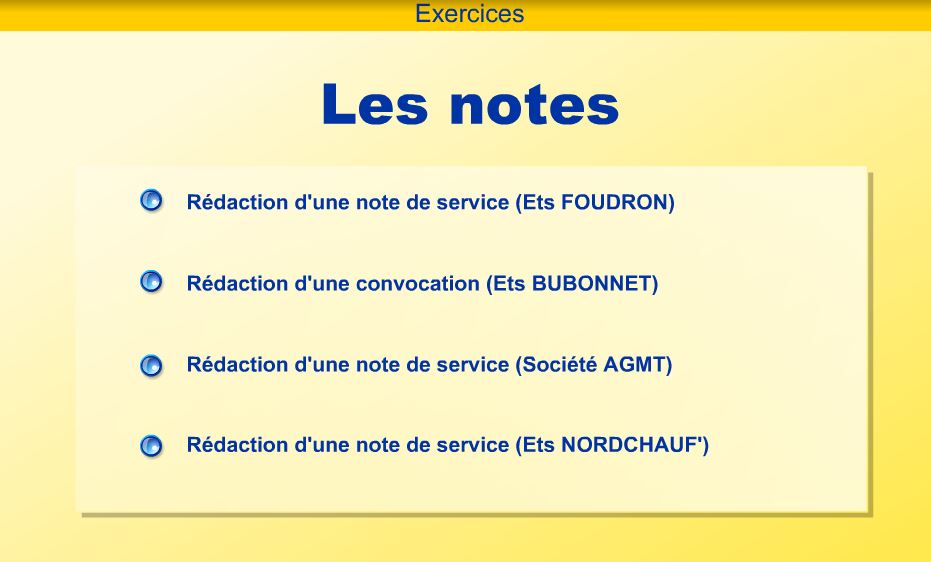 Exercices
Les notes
Rédaction d'une note de service (Ets FOUDRON)
Rédaction d'une convocation (Ets BUBONNET)
Rédaction d'une note de service (Société AGMT)
Rédaction d'une note de service (Ets NORDCHAUF')